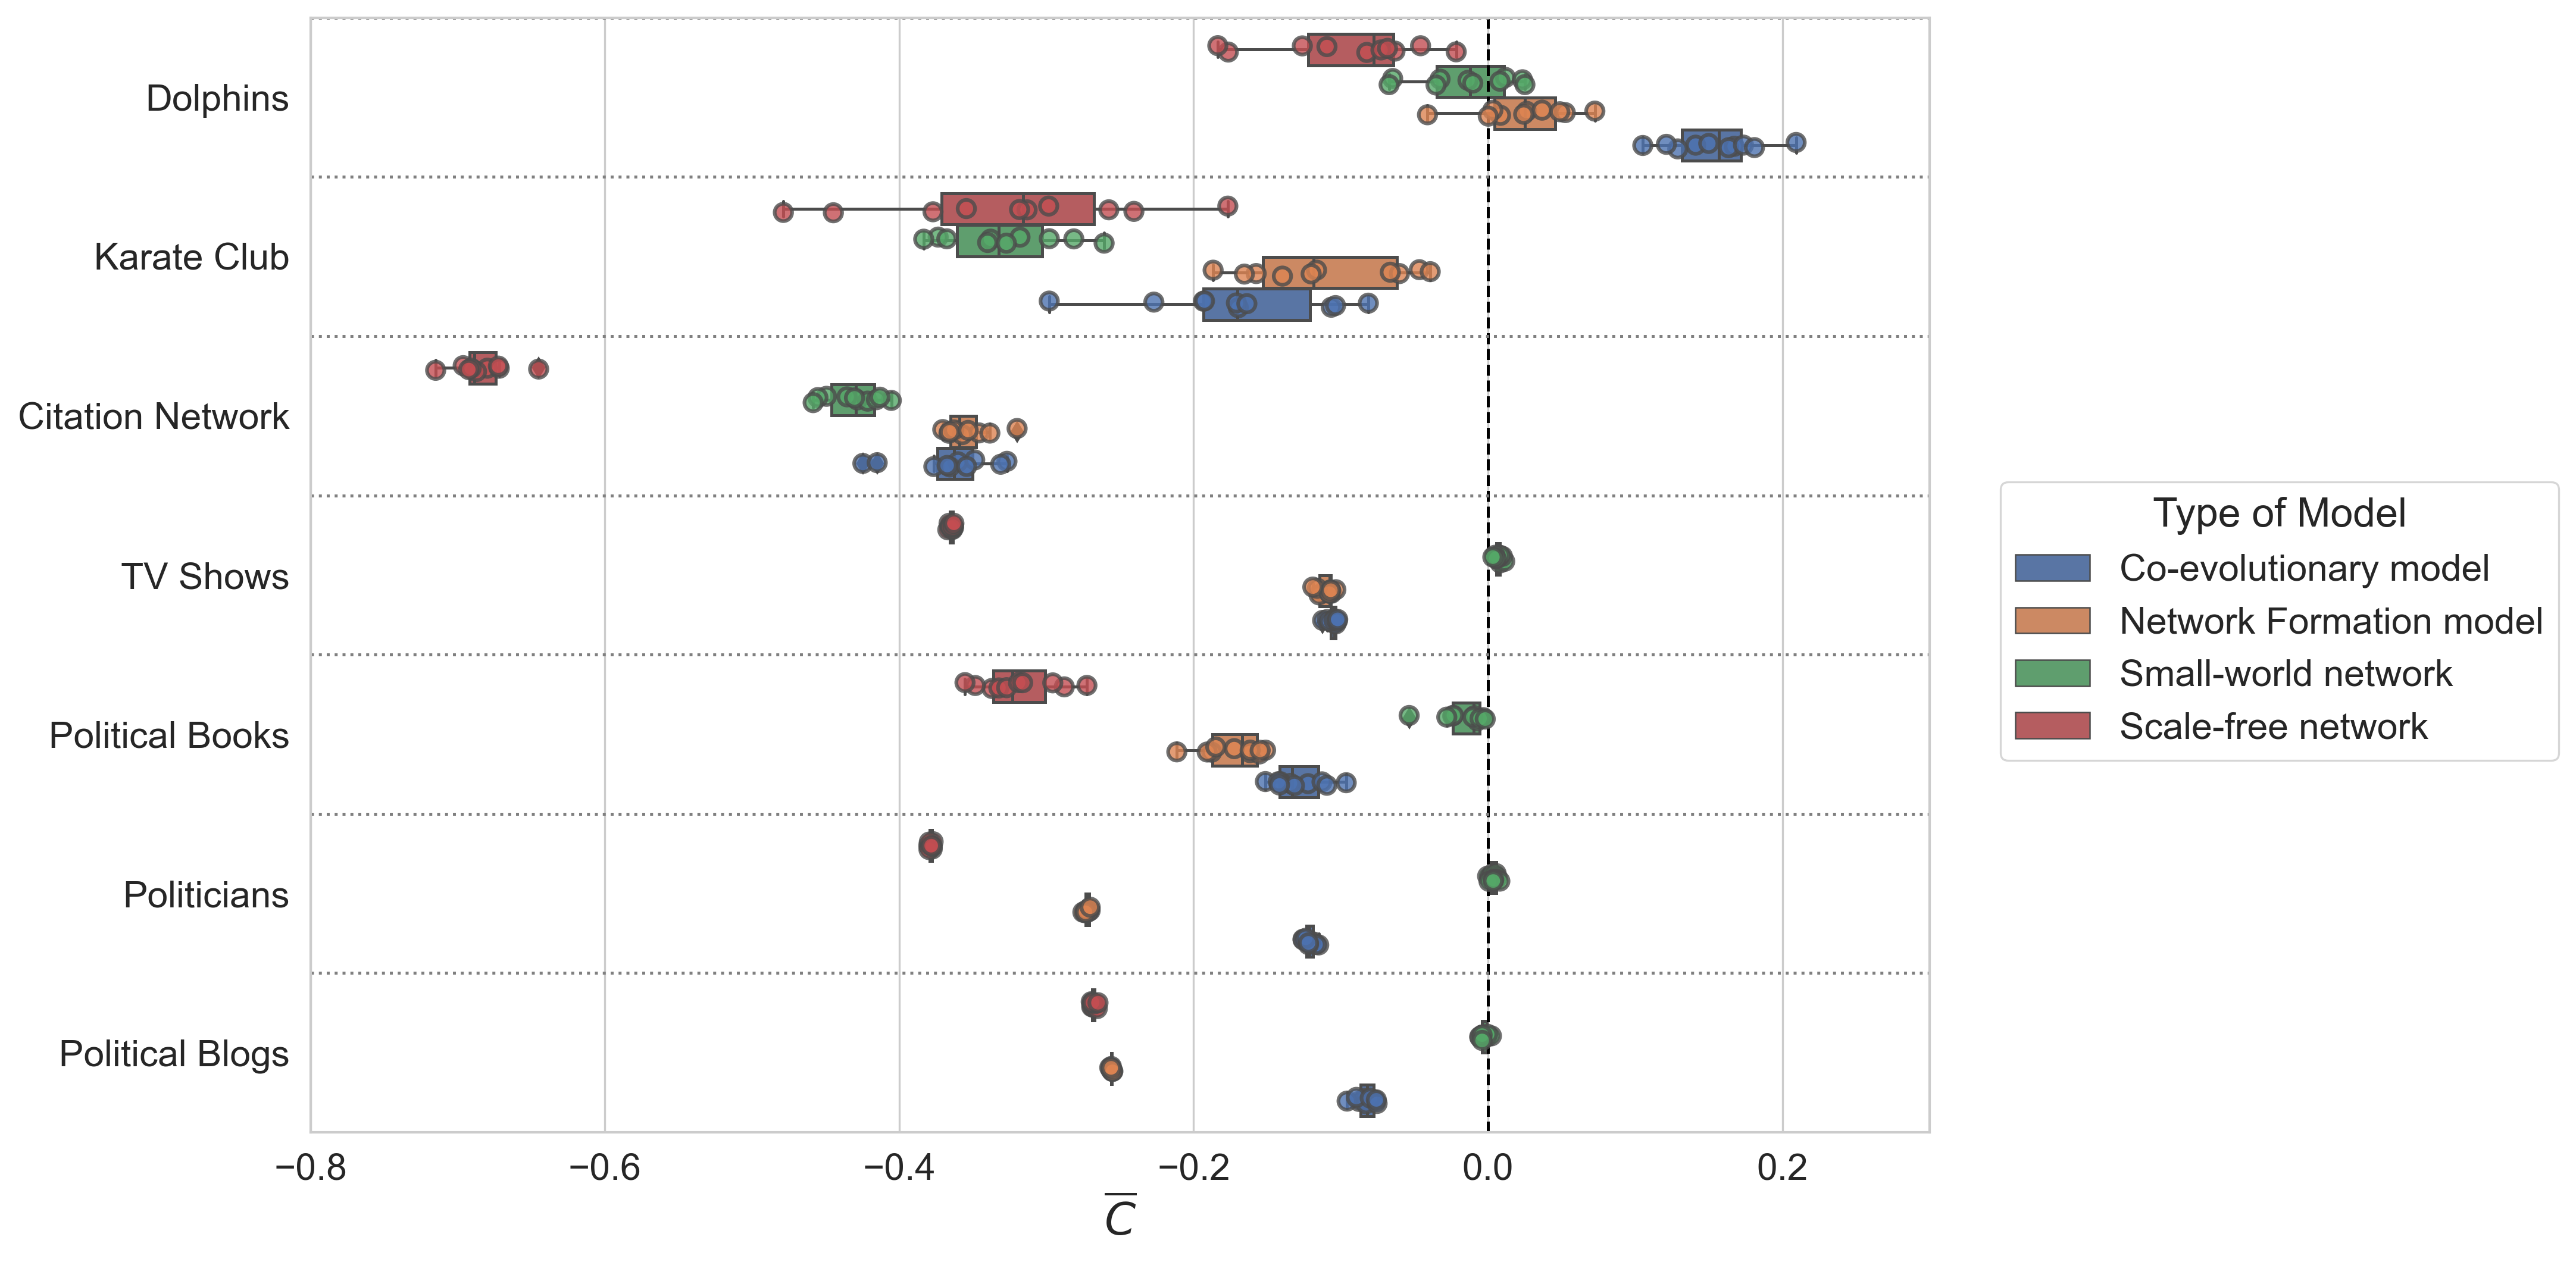 Dolphins
Karate Club
Citation Network
TV Shows
Political Books
Politicians
Political Blogs
−0.8 −0.6 −0.4 −0.2 0.0 0.2
C̅
Type of Model
Co-evolutionary model
Network Formation model
Small-world network
Scale-free network